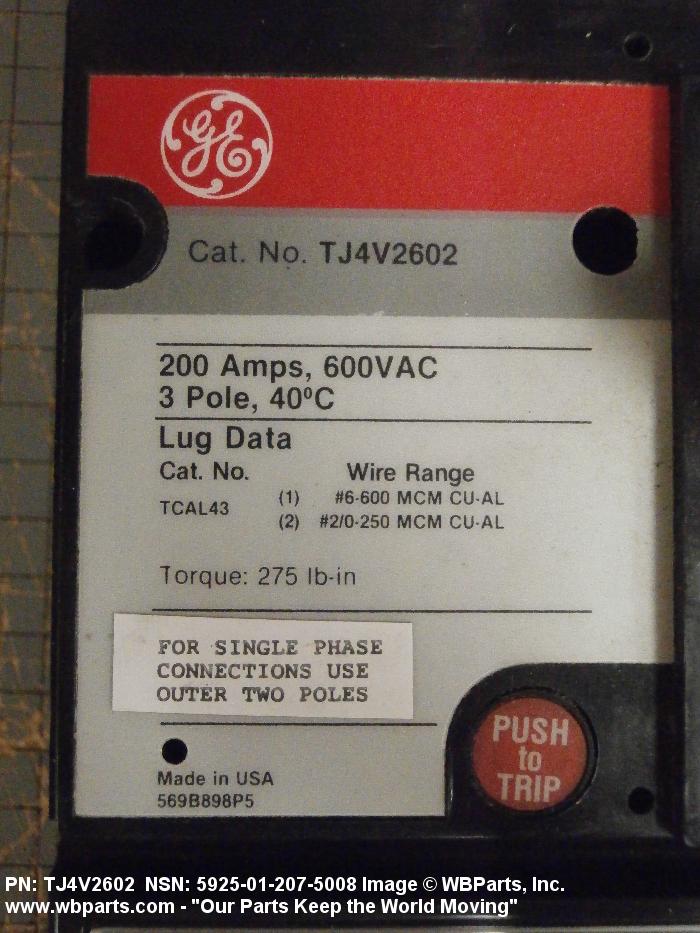 GE
Cat. No. TJ4V2602
200 Amps, 600VAC
3 Pole, 40ºC
Lug Data
Cat. No. Wire Range
TCAL43 (1) #6-600 MCM CU-AL
(2) #2/0-250 MCM CU-AL
Torque: 275 lb-in
FOR SINGLE PHASE
CONNECTIONS USE
OUTER TWO POLES
PUSH
to
TRIP
Made in USA
569B898P5
PN: TJ4V2602 NSN: 5925-01-207-5008 Image © WBParts, Inc.
www.wbparts.com - "Our Parts Keep the World Moving"